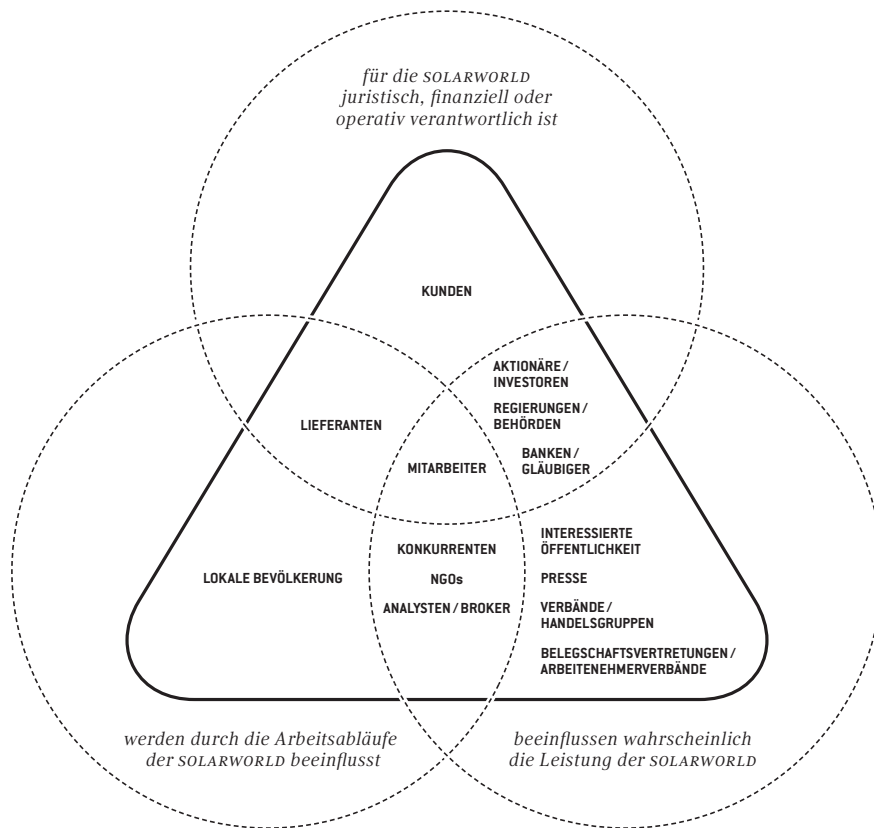 für die SOLARWORLD
juristisch, finanziell oder
operativ verantwortlich ist
KUNDEN
AKTIONÄRE /
INVESTOREN
REGIERUNGEN /
BEHÖRDEN
LIEFERANTEN
BANKEN /
GLÄUBIGER
MITARBEITER
INTERESSIERTE
ÖFFENTLICHKEIT
KONKURRENTEN
LOKALE BEVÖLKERUNG
NGOs
PRESSE
ANALYSTEN / BROKER
VERBÄNDE /
HANDELSGRUPPEN
BELEGSCHAFTSVERTRETUNGEN /
ARBEITENEHMERVERBÄNDE
werden durch die Arbeitsabläufe
der SOLARWORLD beeinflusst
beeinflussen wahrscheinlich
die Leistung der SOLARWORLD